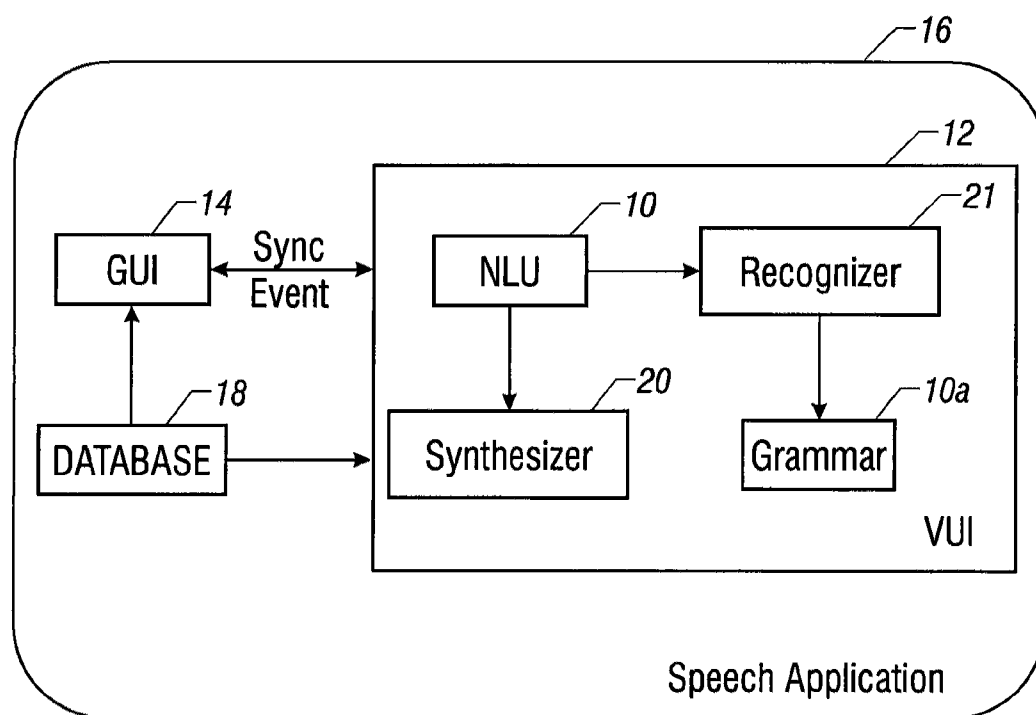 16
12
14
10
21
GUI
Sync
Event
NLU
Recognizer
18
20
10a
DATABASE
Synthesizer
Grammar
VUI
Speech Application